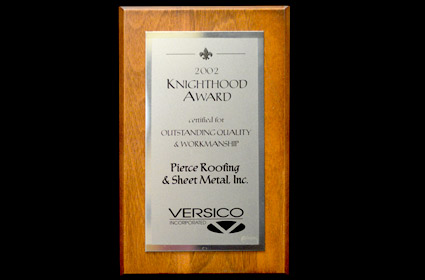 2002
KNIGHTHOOD
AWARD
certified for
OUTSTANDING QUALITY
& WORKMANSHIP
Pierce Roofing
& Sheet Metal, Inc.
VERSICO
INCORPORATED